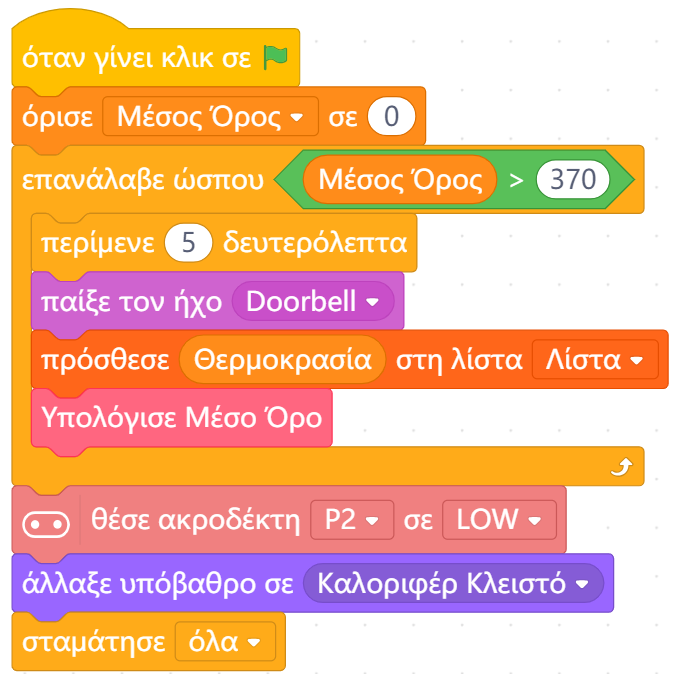 όταν γίνει κλικ σε
όρισε Μέσος Όρος σε 0
επανάλαβε ώσπου Μέσος Όρος > 370
περίμενε 5 δευτερόλεπτα
παίξε τον ήχο Doorbell
πρόσθεσε Θερμοκρασία στη λίστα Λίστα
Υπολόγισε Μέσο Όρο
θέσε ακροδέκτη P2 σε LOW
άλλαξε υπόβαθρο σε Καλοριφέρ Κλειστό
σταμάτησε όλα